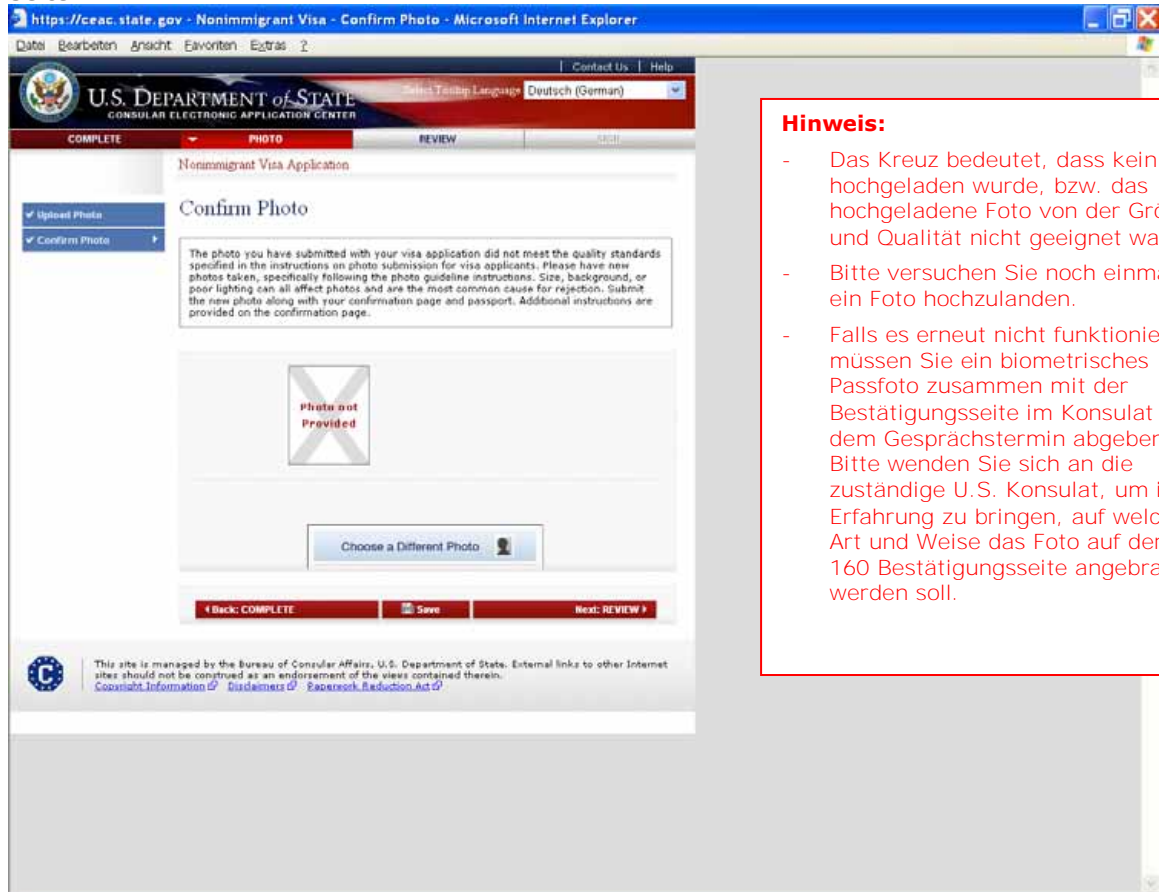 https://ceac.state.gov - Nonimmigrant Visa - Confirm Photo - Microsoft Internet Explorer
Datei Bearbeiten Ansicht Favoriten Extras ?
Contact Us | Help
U.S. DEPARTMENT of STATE
CONSULAR ELECTRONIC APPLICATION CENTER
Select Tooltip Language Deutsch (German)
COMPLETE PHOTO REVIEW
Nonimmigrant Visa Application
Upload Photo
Confirm Photo
Confirm Photo
The photo you have submitted with your visa application did not meet the quality standards
specified in the instructions on photo submission for visa applicants. Please have new
photos taken, specifically following the photo guideline instructions. Size, background, or
poor lighting can all affect photos and are the most common cause for rejection. Submit
the new photo along with your confirmation page and passport. Additional instructions are
provided on the confirmation page.
Photo not
Provided
Choose a Different Photo
Back: COMPLETE Save Next: REVIEW
This site is managed by the Bureau of Consular Affairs, U.S. Department of State. External links to other Internet
sites should not be construed as an endorsement of the views contained therein.
Copyright Information Disclaimers Paperwork Reduction Act
Hinweis:
- Das Kreuz bedeutet, dass kein
hochgeladen wurde, bzw. das
hochgeladene Foto von der
und Qualität nicht geeignet
- Bitte versuchen Sie noch
ein Foto hochzulanden.
- Falls es erneut nicht
müssen Sie ein biometrisches
Passfoto zusammen mit der
Bestätigungsseite im Konsulat
dem Gesprächstermin
Bitte wenden Sie sich an die
zuständige U.S. Konsulat, um
Erfahrung zu bringen, auf
Art und Weise das Foto auf
160 Bestätigungsseite
werden soll.